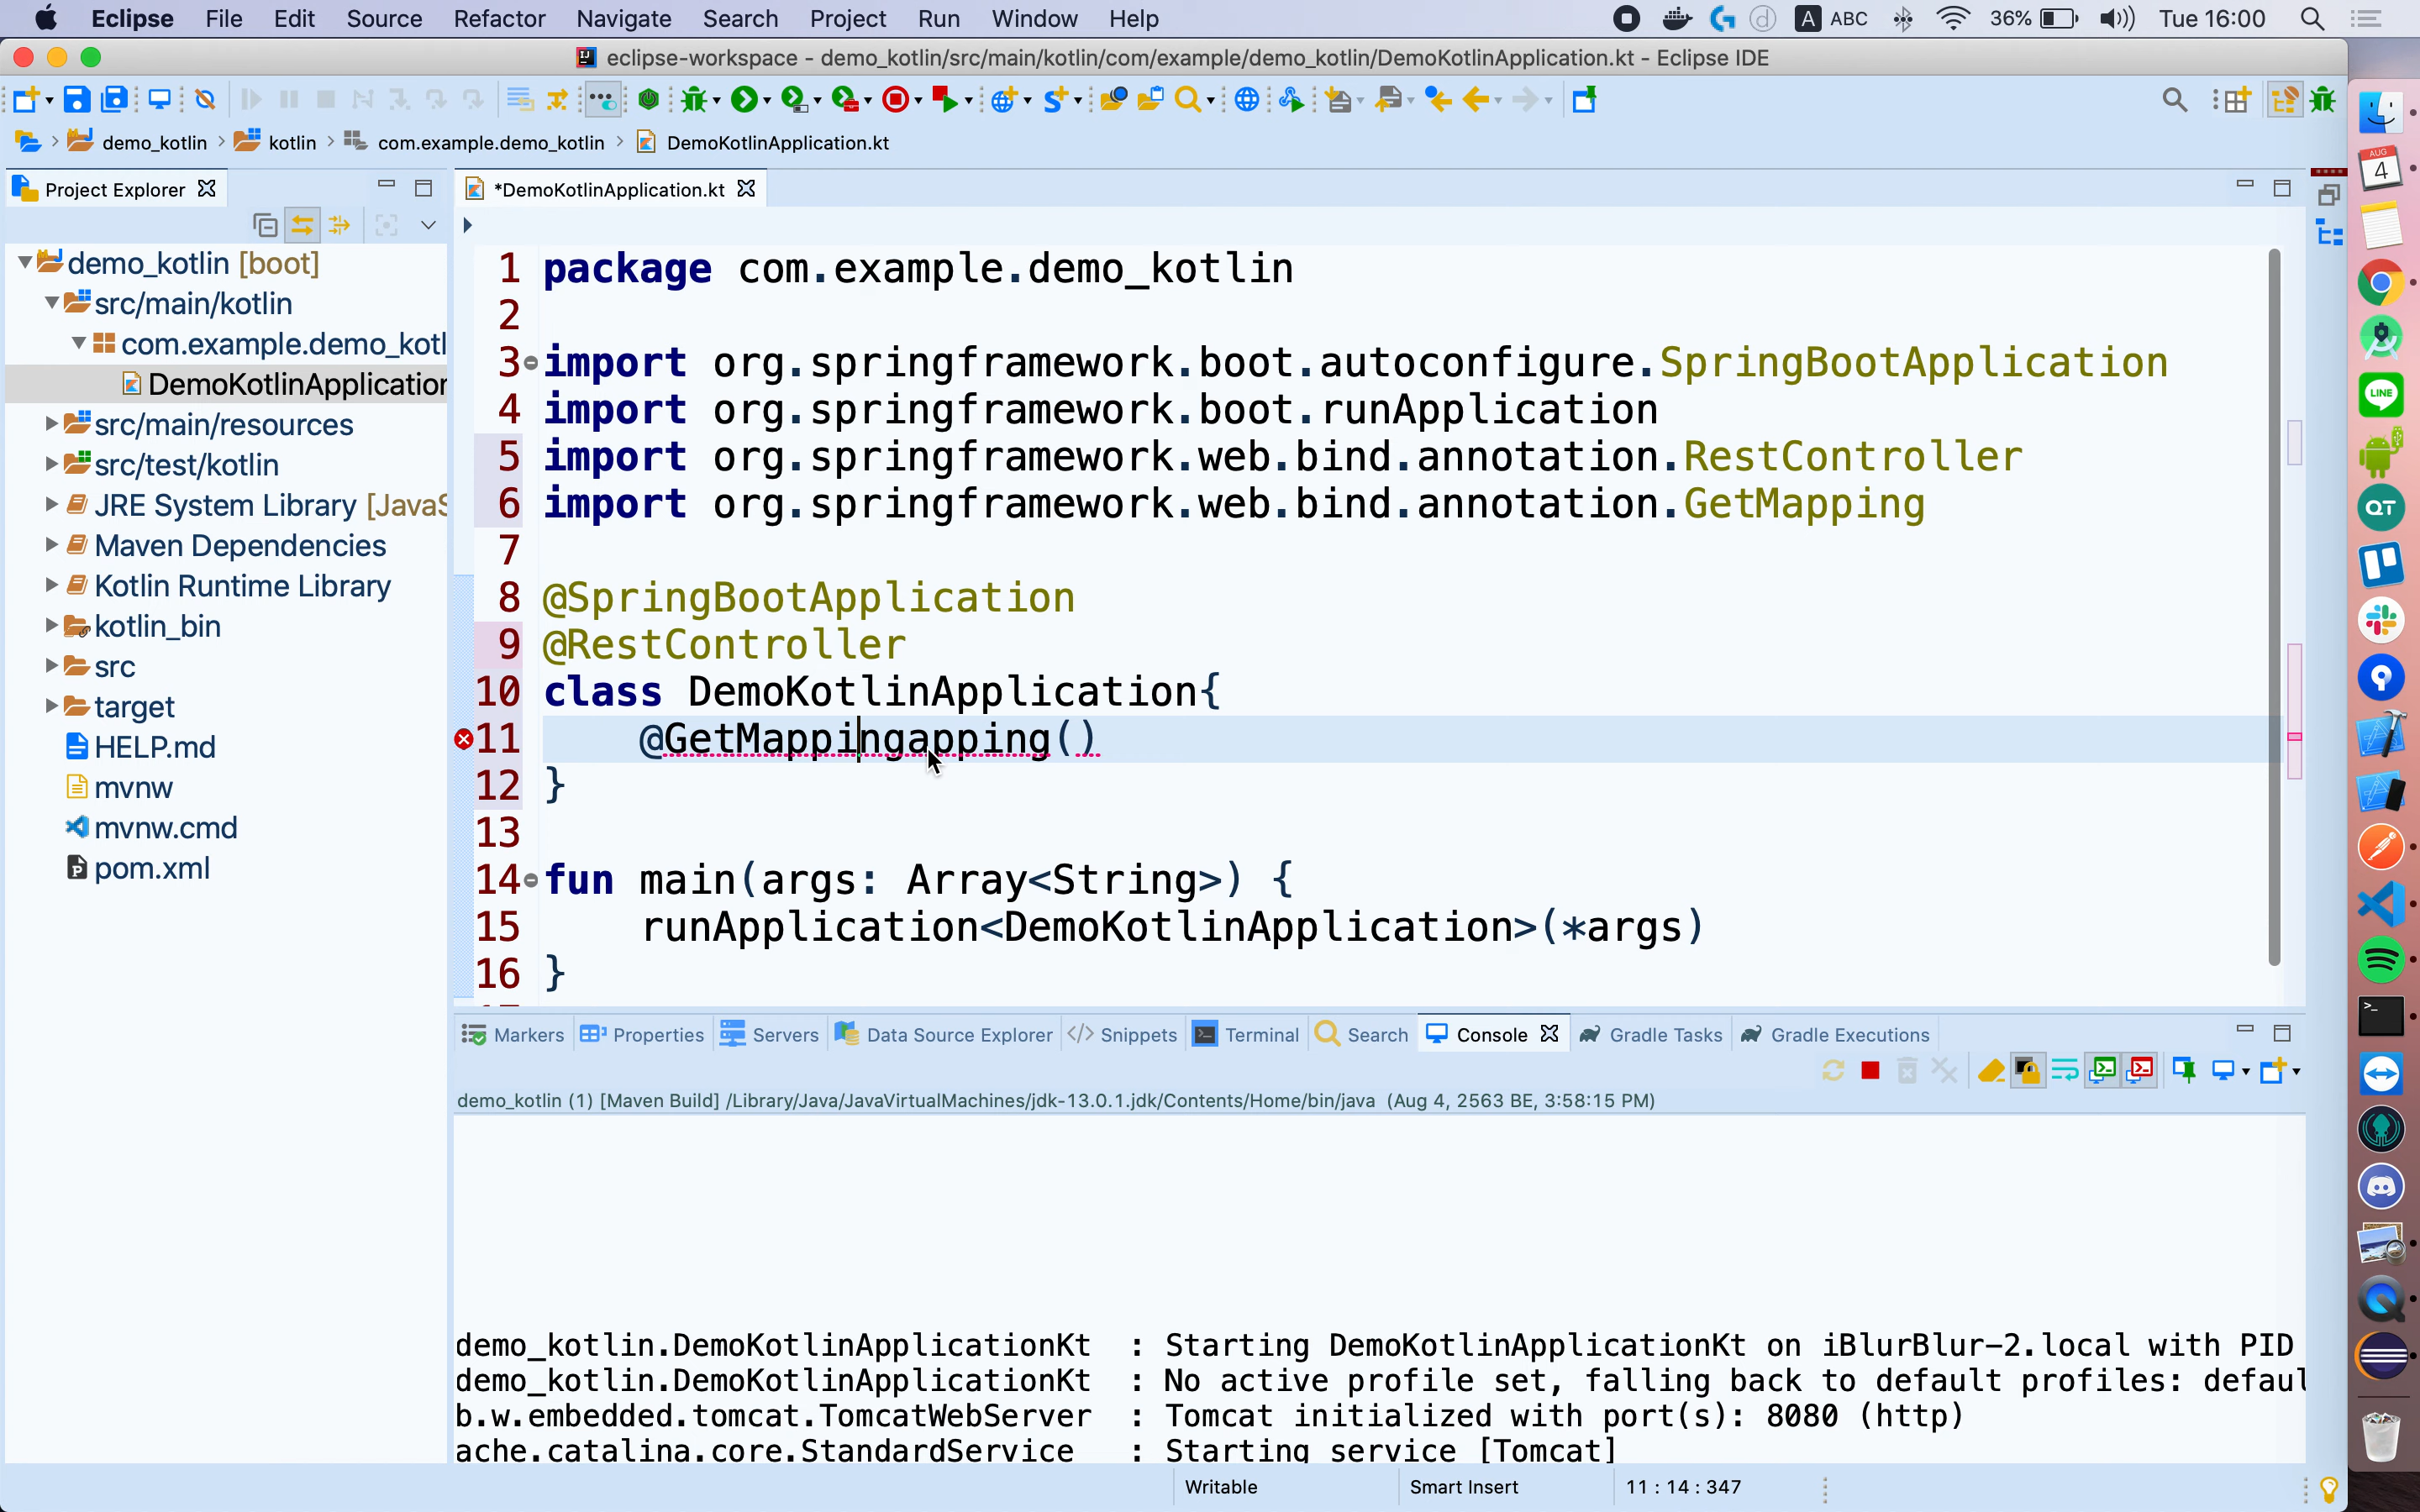 Eclipse File Edit Source Refactor Navigate Search Project Run Window Help
A ABC 36% Tue 16:00
eclipse-workspace - demo_kotlin/src/main/kotlin/com/example/demo_kotlin/DemoKotlinApplication.kt - Eclipse IDE
demo_kotlin kotlin com.example.demo_kotlin DemoKotlinApplication.kt
Project Explorer
demo_kotlin [boot]
src/main/kotlin
com.example.demo_kotl
DemoKotlinApplication
src/main/resources
src/test/kotlin
JRE System Library [JavaS
Maven Dependencies
Kotlin Runtime Library
kotlin_bin
src
target
HELP.md
mvnw
mvnw.cmd
pom.xml
*DemoKotlinApplication.kt
1 package com.example.demo_kotlin
2
3 import org.springframework.boot.autoconfigure.SpringBootApplication
4 import org.springframework.boot.runApplication
5 import org.springframework.web.bind.annotation.RestController
6 import org.springframework.web.bind.annotation.GetMapping
7
8 @SpringBootApplication
9 @RestController
10 class DemoKotlinApplication{
11 @GetMappingapping()
12 }
13
14 fun main(args: Array<String>) {
15 runApplication<DemoKotlinApplication>(*args)
16 }
Markers Properties Servers Data Source Explorer Snippets Terminal Search Console Gradle Tasks Gradle Executions
demo_kotlin (1) [Maven Build] /Library/Java/JavaVirtualMachines/jdk-13.0.1.jdk/Contents/Home/bin/java (Aug 4, 2563 BE, 3:58:15 PM)
demo_kotlin.DemoKotlinApplicationKt : Starting DemoKotlinApplicationKt on iBlurBlur-2.local with PID
demo_kotlin.DemoKotlinApplicationKt : No active profile set, falling back to default profiles: defaul
b.w.embedded.tomcat.TomcatWebServer : Tomcat initialized with port(s): 8080 (http)
ache.catalina.core.StandardService : Starting service [Tomcat]
Writable Smart Insert 11 : 14 : 347
AUG
4
LINE
QT